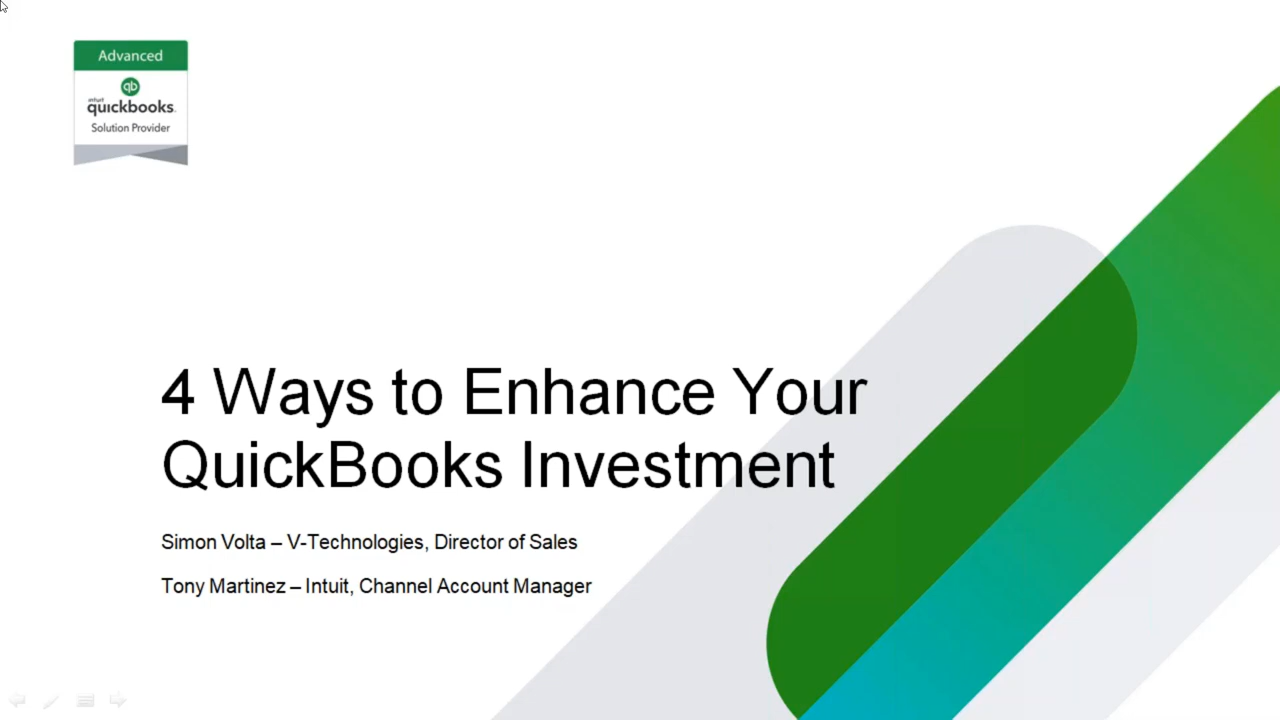 Advanced
qb
intuit
quickbooks.
Solution Provider
4 Ways to Enhance Your
QuickBooks Investment
Simon Volta – V-Technologies, Director of Sales
Tony Martinez – Intuit, Channel Account Manager